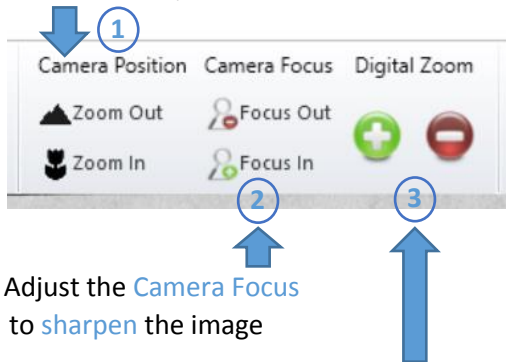 1
Camera Position Camera Focus Digital Zoom
Zoom Out Focus Out
Zoom In Focus In
2 3
Adjust the Camera Focus
to sharpen the image